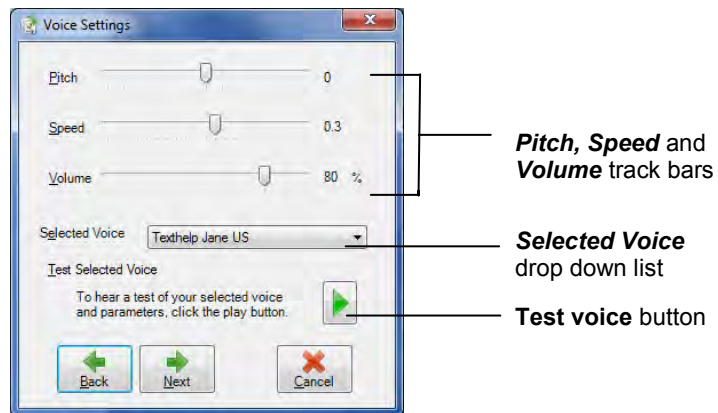 Voice Settings
Pitch 0
Speed 0.3
Volume 80 %
Pitch, Speed and
Volume track bars
Selected Voice Texthelp Jane US
Selected Voice
drop down list
Test Selected Voice
To hear a test of your selected voice
and parameters, click the play button.
Test voice button
Back Next Cancel